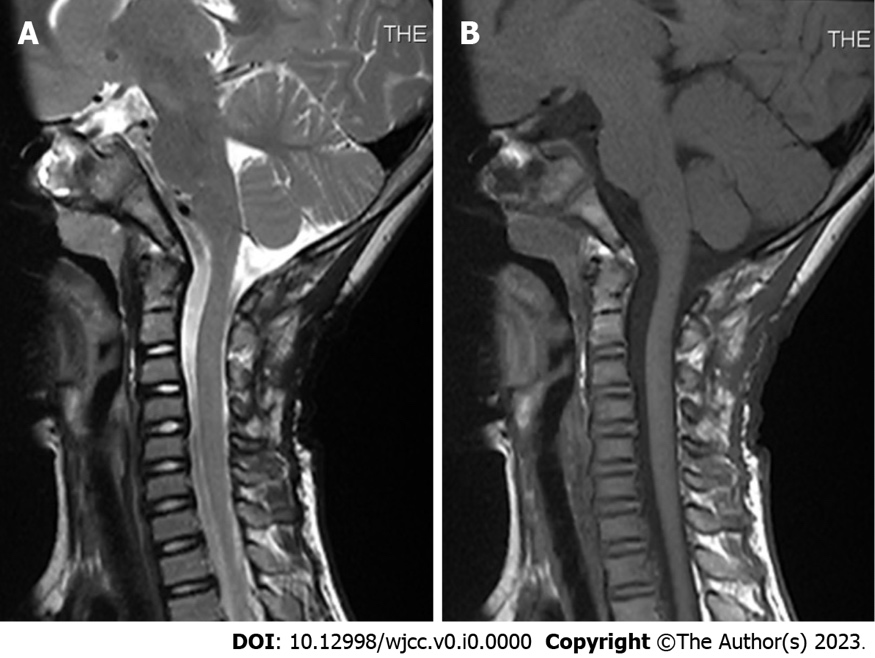 A
THE
B
THE
DOI: 10.12998/wjcc.v0.i0.0000 Copyright ©The Author(s) 2023.